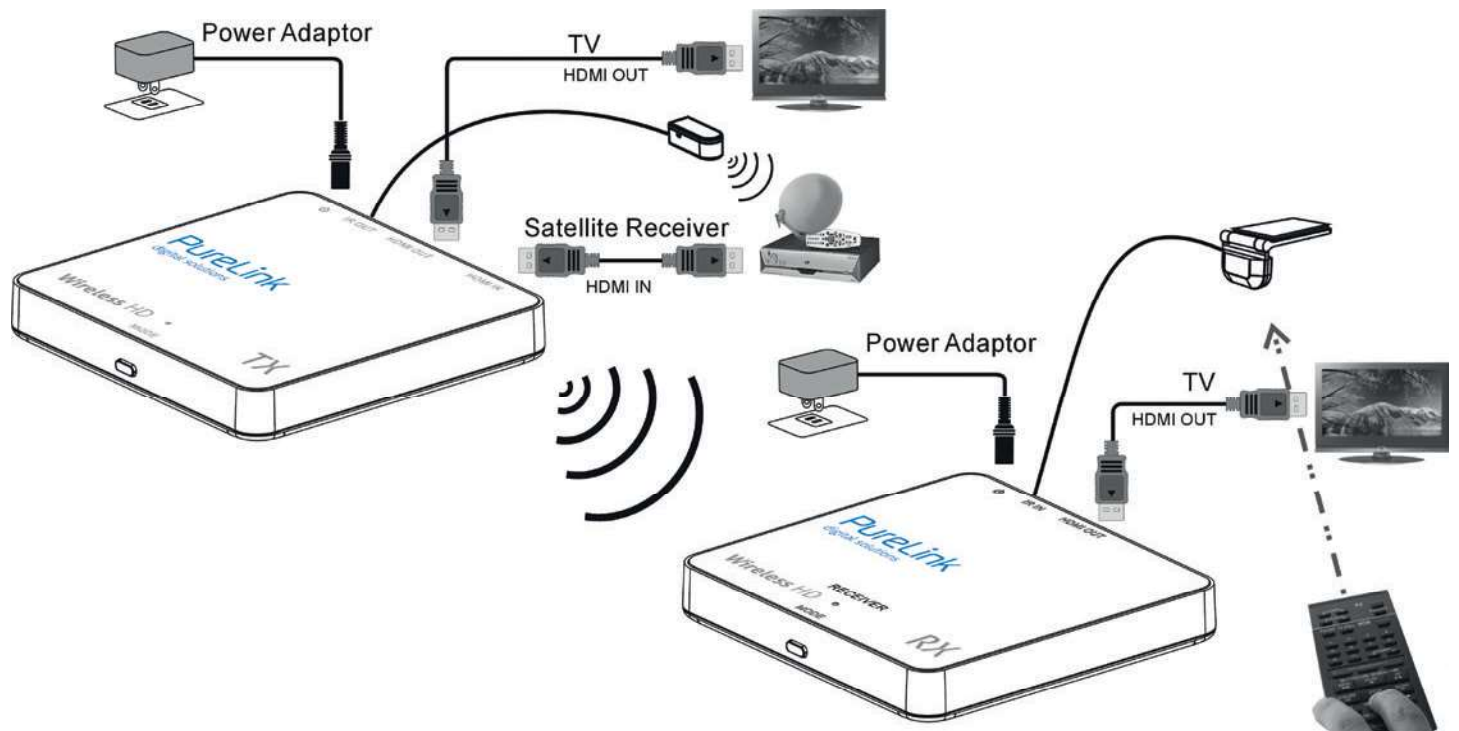 Power Adaptor
TV
HDMI OUT
IR OUT
HDMI OUT
HDMI IN
PureLink
digital solutions
Wireless HD
MODE
TX
Satellite Receiver
HDMI IN
Power Adaptor
TV
HDMI OUT
IR IN
HDMI OUT
PureLink
digital solutions
Wireless HD
RECEIVER
MODE
RX